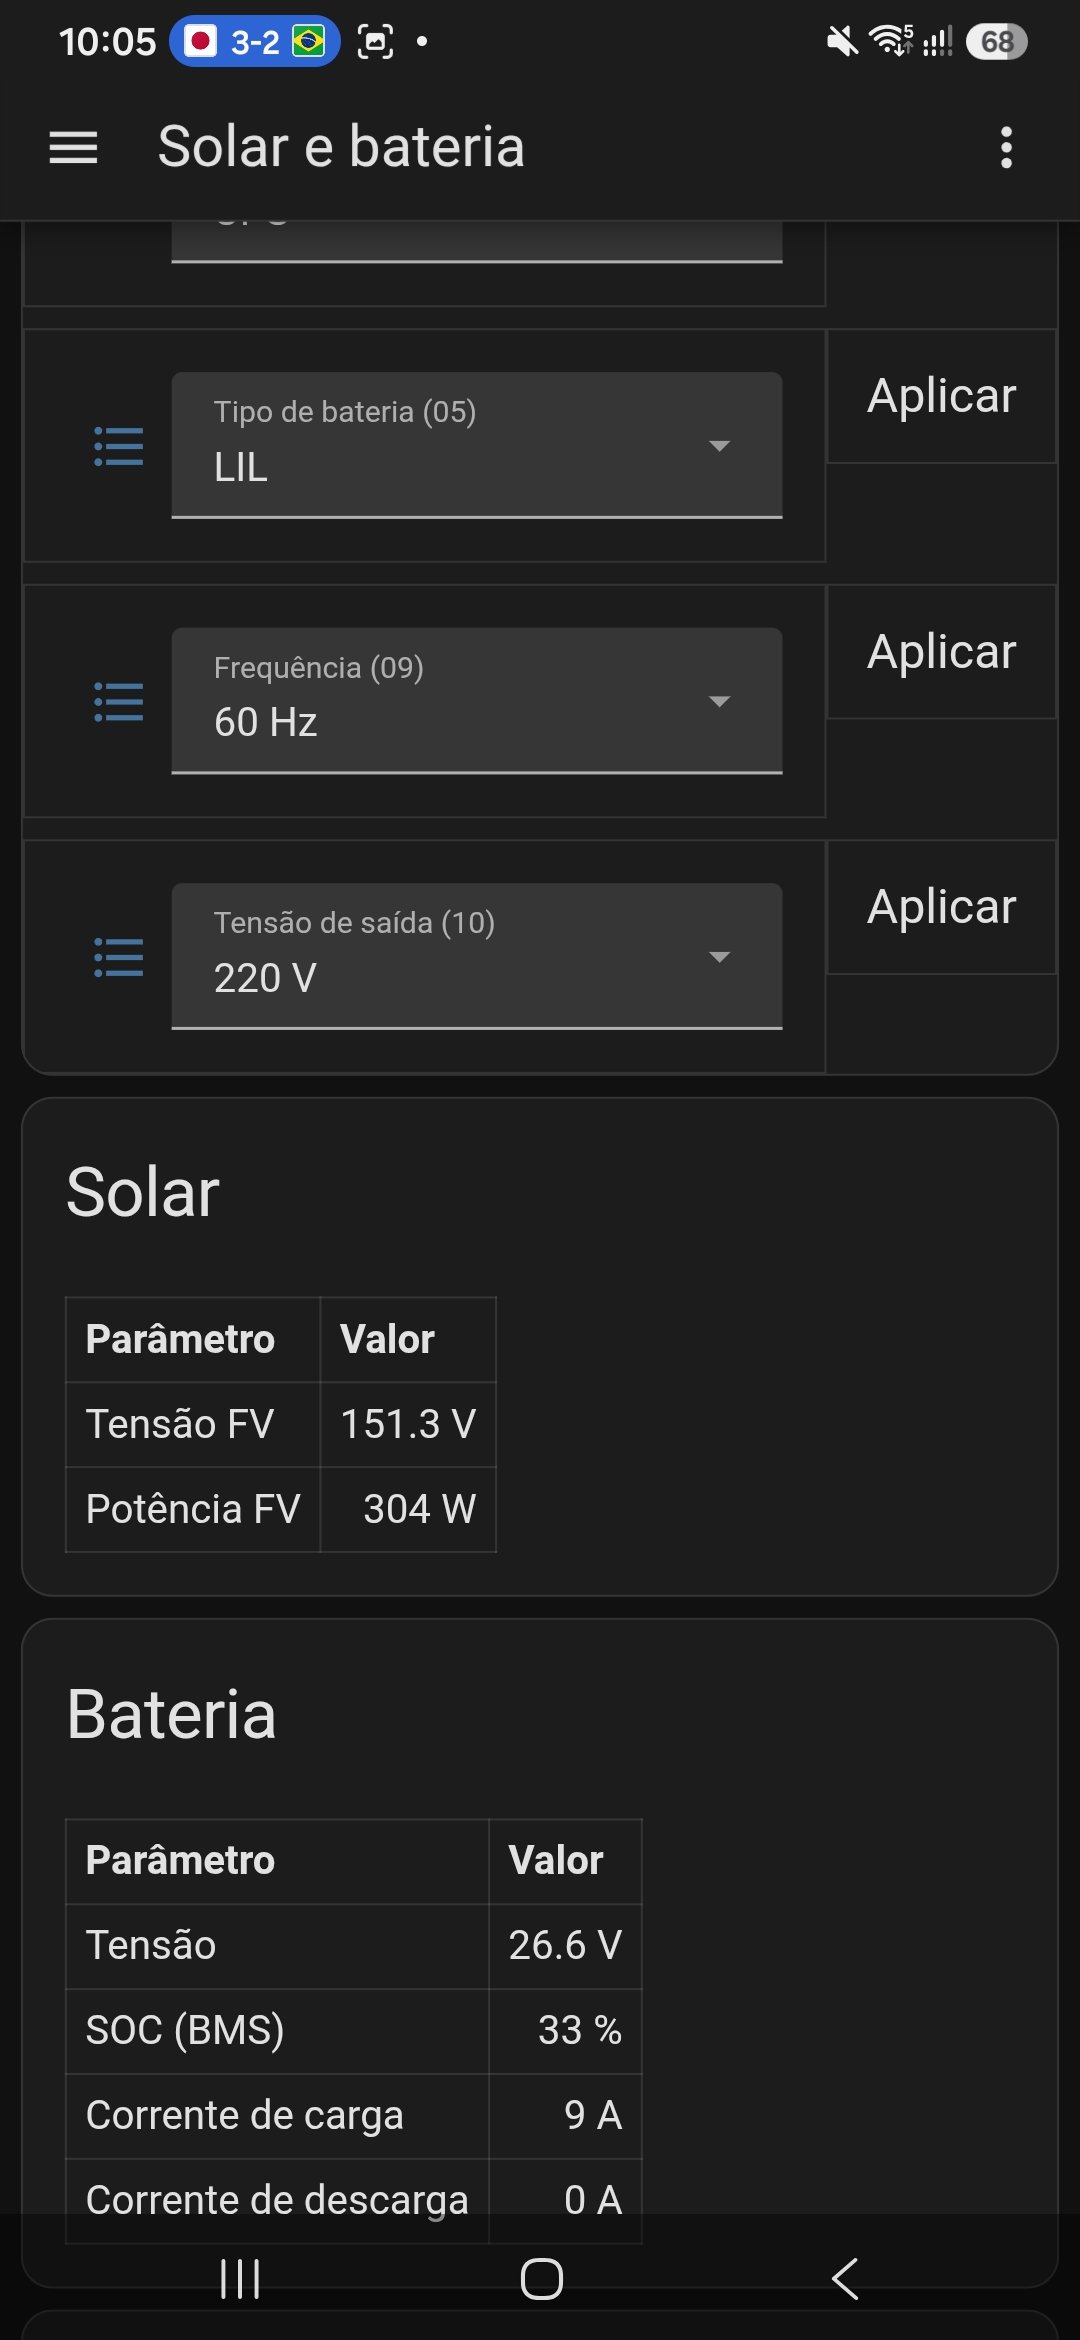 10:05 3-2 5 68
Solar e bateria
Tipo de bateria (05)
LIL
Aplicar
Frequência (09)
60 Hz
Aplicar
Tensão de saída (10)
220 V
Aplicar
Solar
Parâmetro Valor
Tensão FV 151.3 V
Potência FV 304 W
Bateria
Parâmetro Valor
Tensão 26.6 V
SOC (BMS) 33 %
Corrente de carga 9 A
Corrente de descarga 0 A